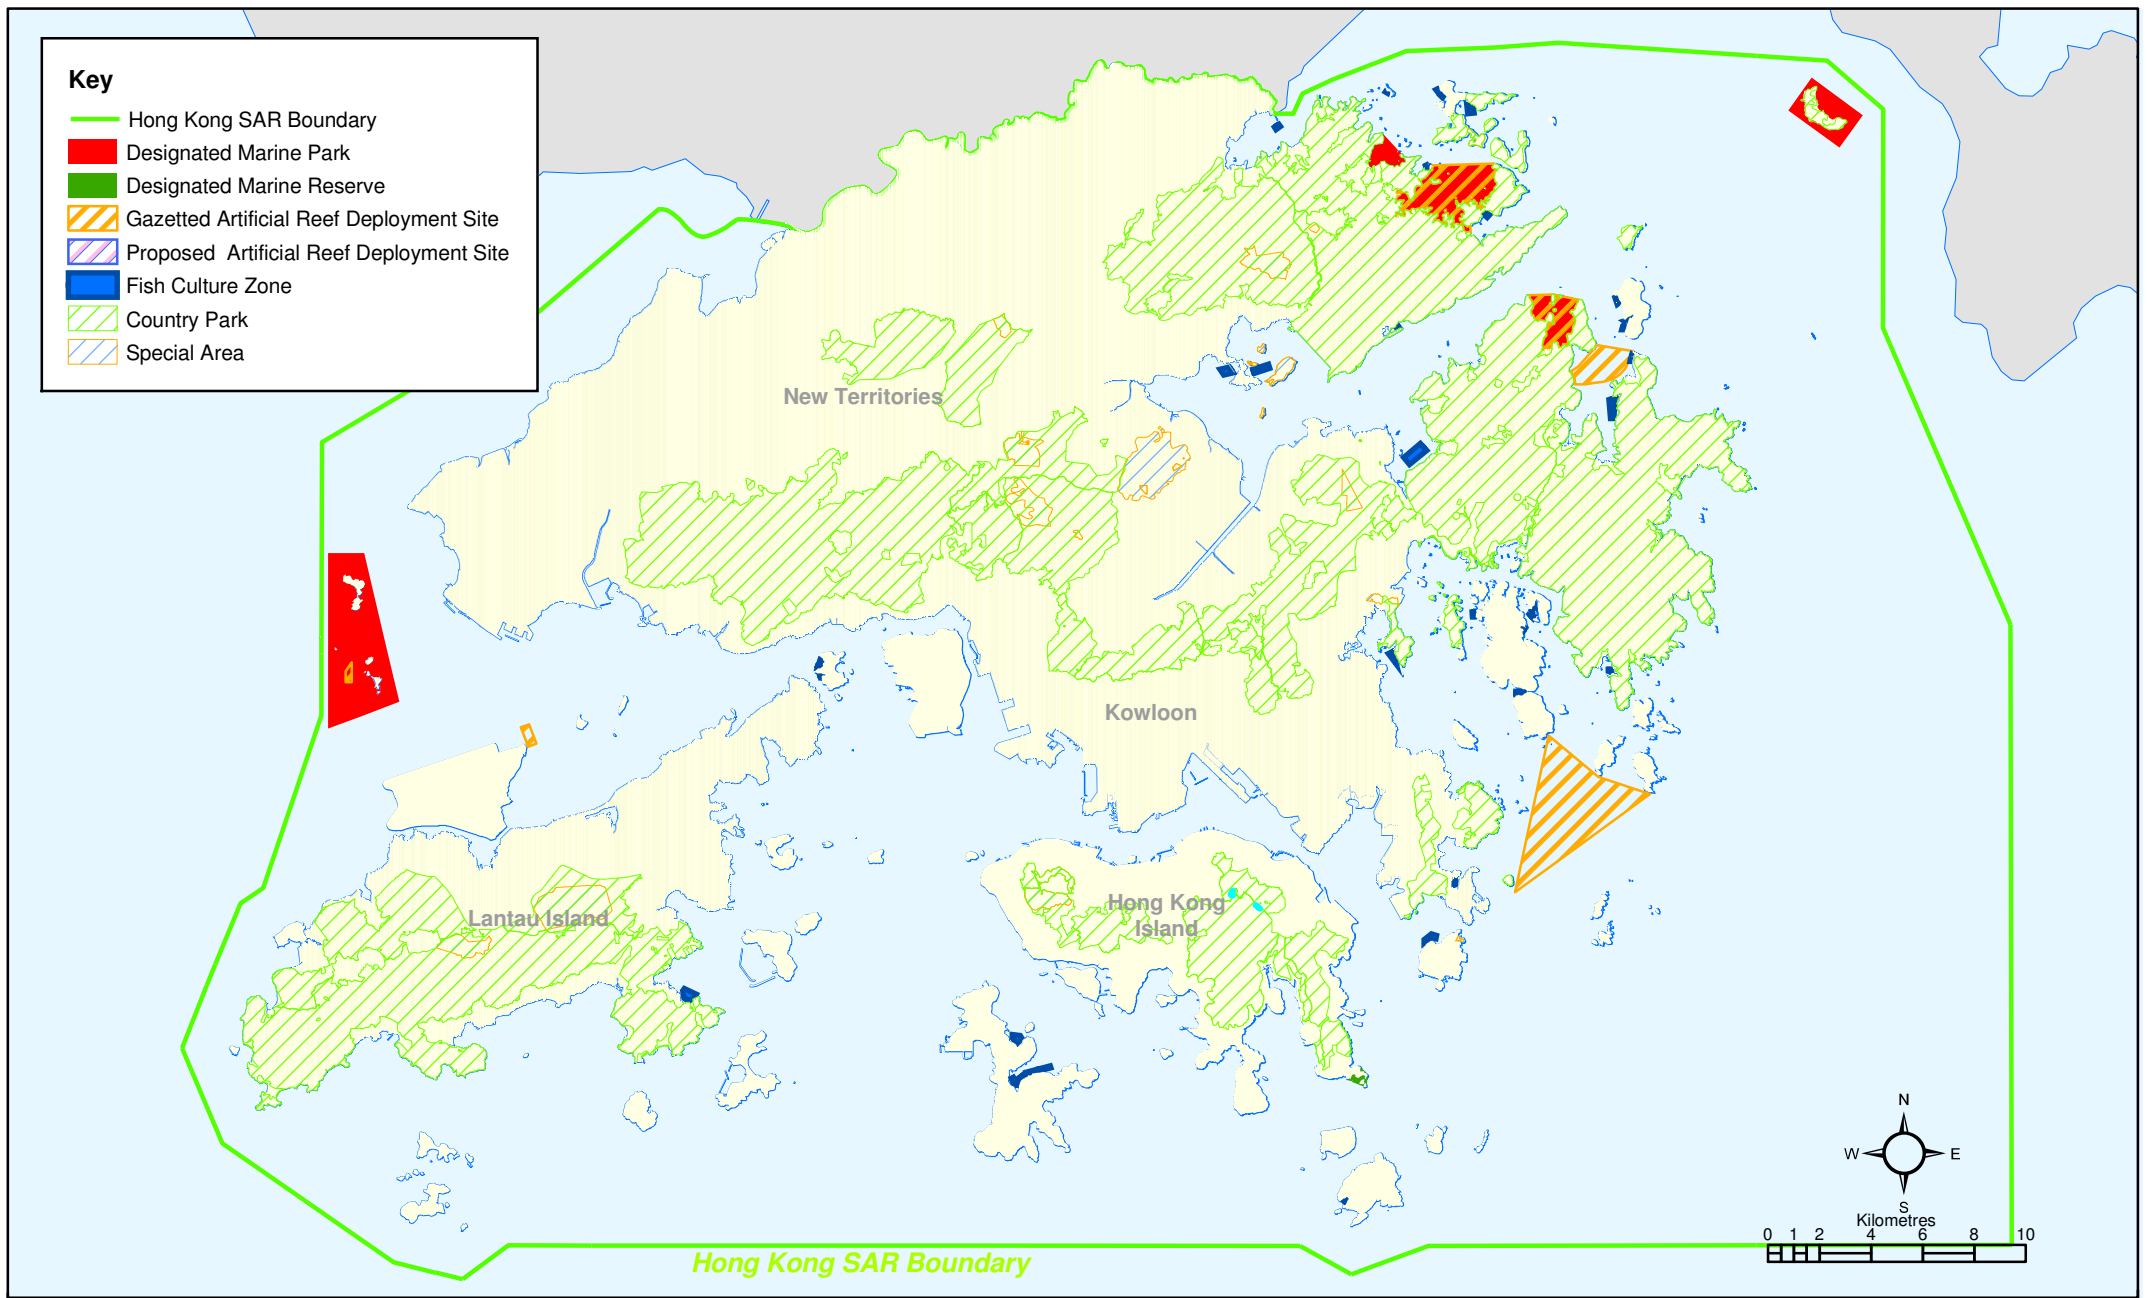 Key
Hong Kong SAR Boundary
Designated Marine Park
Designated Marine Reserve
Gazetted Artificial Reef Deployment Site
Proposed Artificial Reef Deployment Site
Fish Culture Zone
Country Park
Special Area
New Territories
Kowloon
Hong Kong
Island
Lantau Island
N
W E
S
Kilometres
0 1 2 4 6 8 10
Hong Kong SAR Boundary